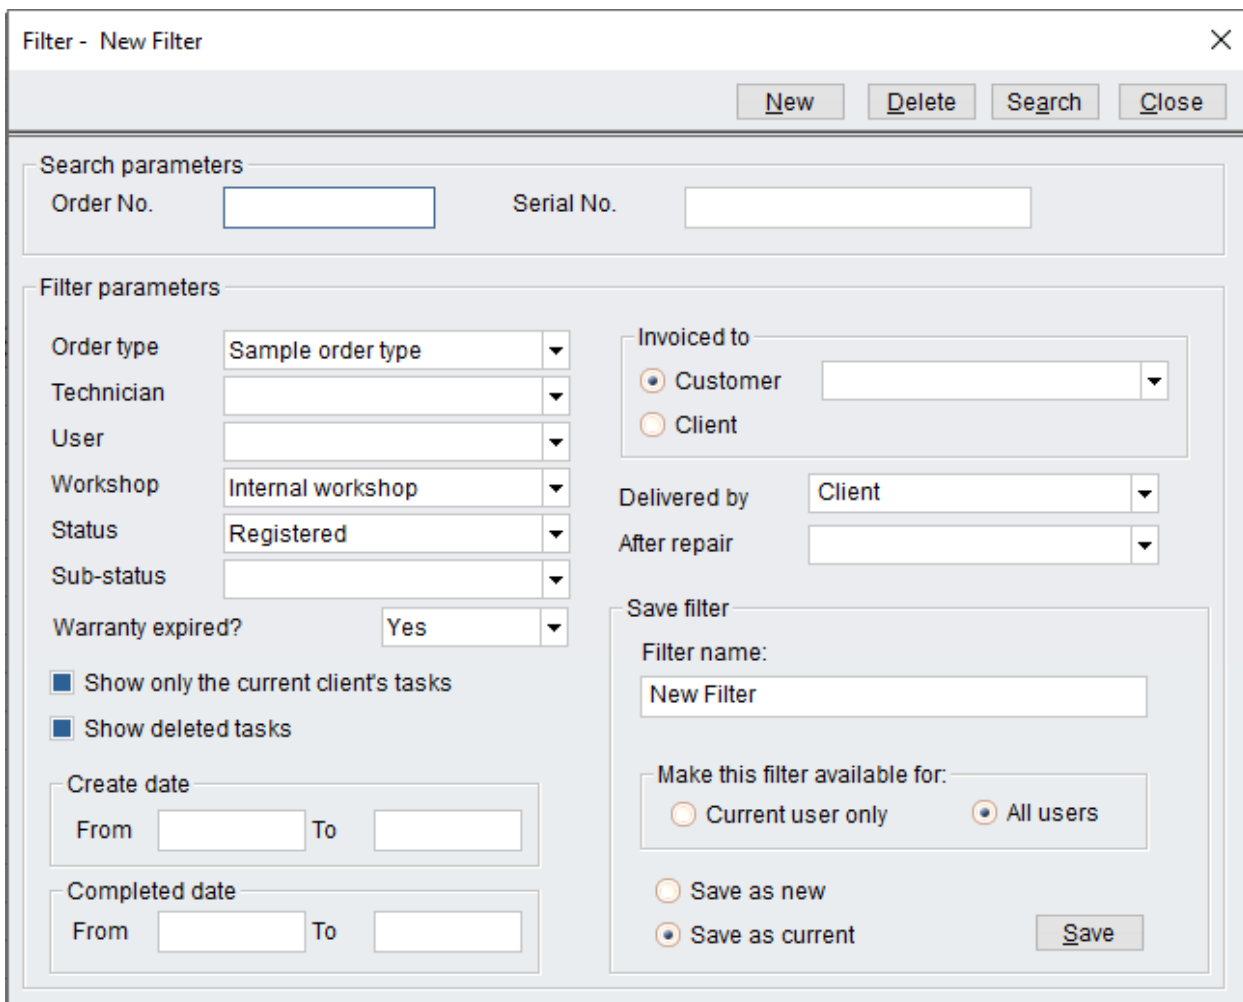 Filter - New Filter
New Delete Search Close
Search parameters
Order No. Serial No.
Filter parameters
Order type Sample order type
Technician
User
Workshop Internal workshop
Status Registered
Sub-status
Warranty expired? Yes
Show only the current client's tasks
Show deleted tasks
Create date
From To
Completed date
From To
Invoiced to
Customer
Client
Delivered by Client
After repair
Save filter
Filter name:
New Filter
Make this filter available for:
Current user only All users
Save as new
Save as current Save